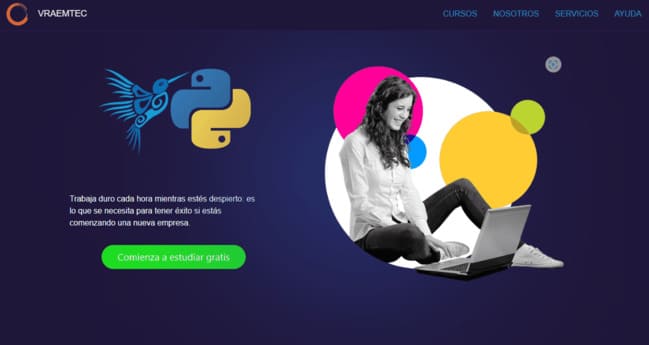 VRAEMTEC
CURSOS NOSOTROS SERVICIOS AYUDA
Trabaja duro cada hora mientras estés despierto: es
lo que se necesita para tener éxito si estás
comenzando una nueva empresa.
Comienza a estudiar gratis